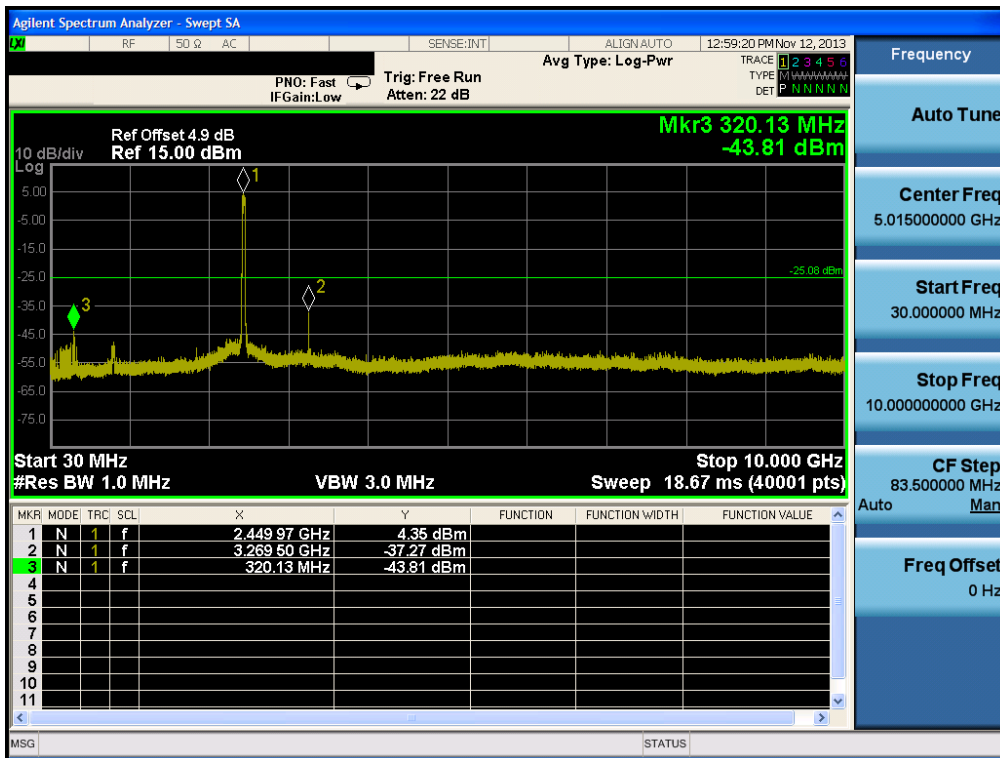 Agilent Spectrum Analyzer - Swept SA
LXI RF 50 Ω AC SENSE:INT ALIGN AUTO 12:59:20 PM Nov 12, 2013
Avg Type: Log-Pwr
TRACE 1 2 3 4 5 6
TYPE M
DET P N N N N N
PNO: Fast
IFGain:Low
Trig: Free Run
Atten: 22 dB
Mkr3 320.13 MHz
-43.81 dBm
Ref Offset 4.9 dB
10 dB/div Ref 15.00 dBm
Log
5.00
-5.00
-15.0
-25.0
-35.0
-45.0
-55.0
-65.0
-75.0
1
2
3
-25.08 dBm
Start 30 MHz Stop 10.000 GHz
#Res BW 1.0 MHz VBW 3.0 MHz Sweep 18.67 ms (40001 pts)
MKR MODE TRC SCL X Y FUNCTION FUNCTION WIDTH FUNCTION VALUE
1 N 1 f 2.449 97 GHz 4.35 dBm
2 N 1 f 3.269 50 GHz -37.27 dBm
3 N 1 f 320.13 MHz -43.81 dBm
4
5
6
7
8
9
10
11
MSG STATUS
Frequency
Auto Tune
Center Freq
5.015000000 GHz
Start Freq
30.000000 MHz
Stop Freq
10.000000000 GHz
CF Step
83.500000 MHz
Auto Man
Freq Offset
0 Hz